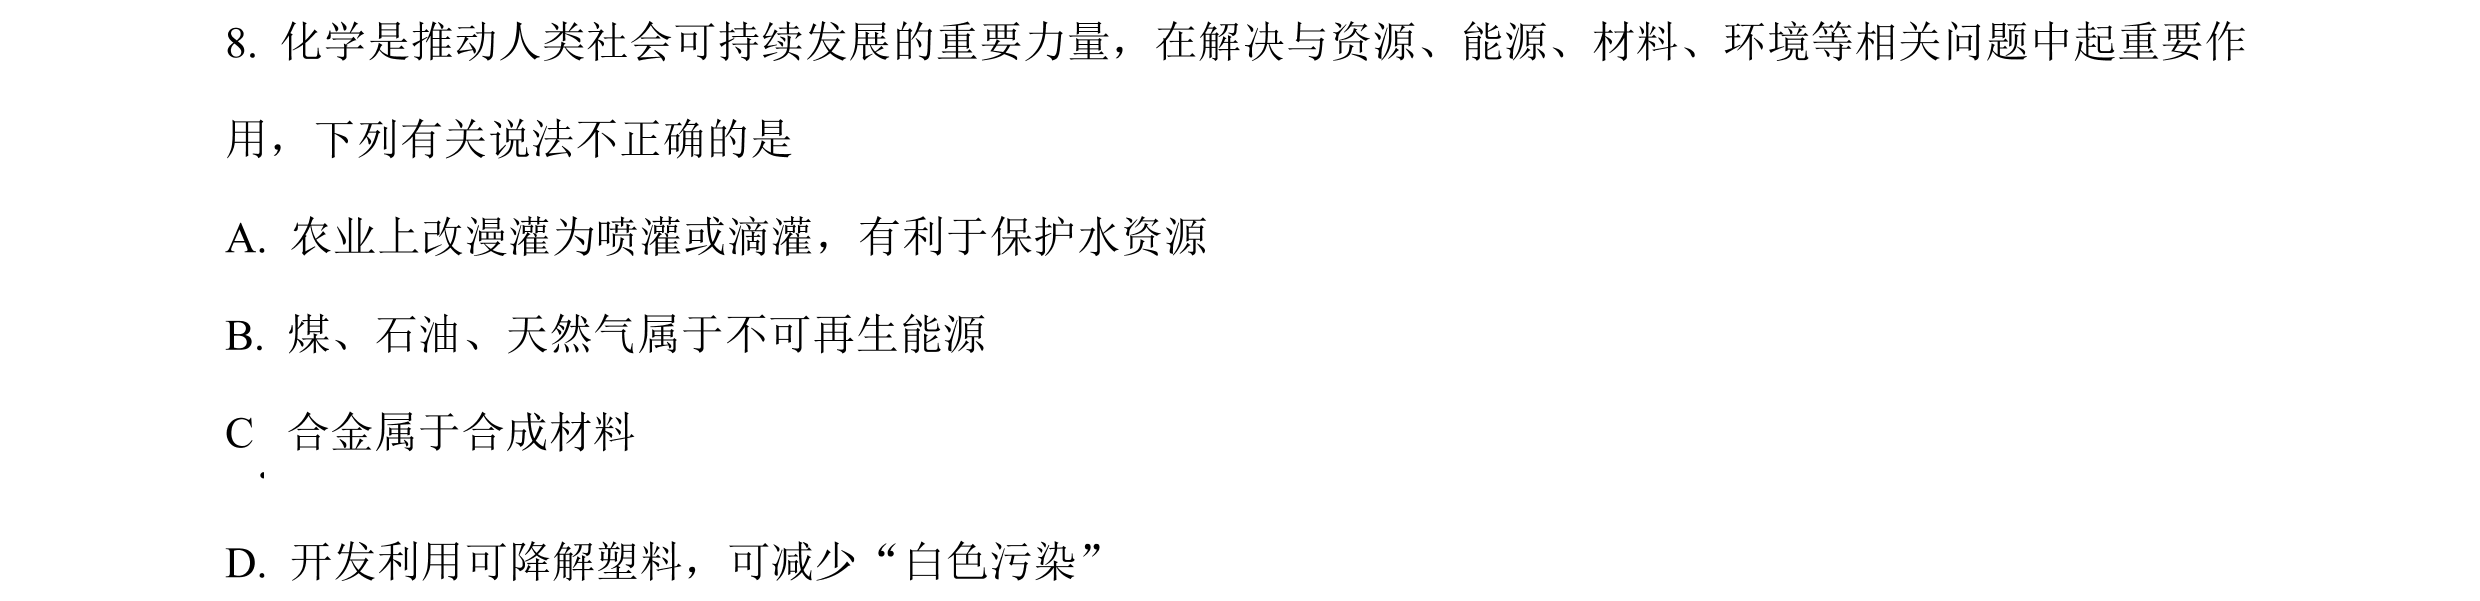 8. 化学是推动人类社会可持续发展的重要力量，在解决与资源、能源、材料、环境等相关问题中起重要作
用，下列有关说法不正确的是
A. 农业上改漫灌为喷灌或滴灌，有利于保护水资源
B. 煤、石油、天然气属于不可再生能源
C. 合金属于合成材料
D. 开发利用可降解塑料，可减少“白色污染”